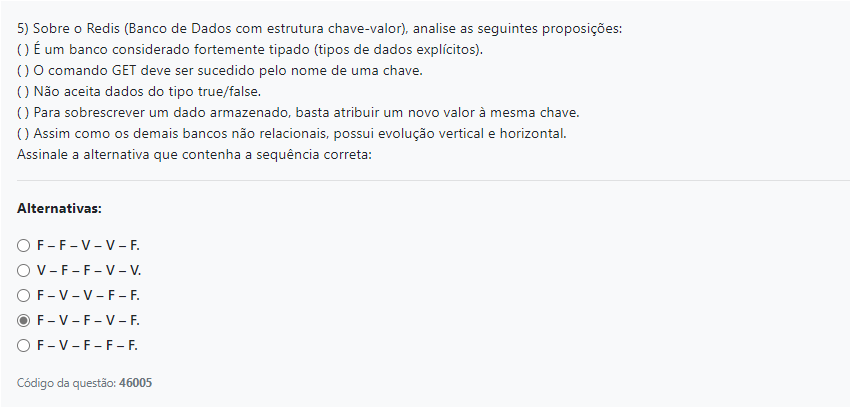 5) Sobre o Redis (Banco de Dados com estrutura chave-valor), analise as seguintes proposições:
( ) É um banco considerado fortemente tipado (tipos de dados explícitos).
( ) O comando GET deve ser sucedido pelo nome de uma chave.
( ) Não aceita dados do tipo true/false.
( ) Para sobrescrever um dado armazenado, basta atribuir um novo valor à mesma chave.
( ) Assim como os demais bancos não relacionais, possui evolução vertical e horizontal.
Assinale a alternativa que contenha a sequência correta:
Alternativas:
F – F – V – V – F.
V – F – F – V – V.
F – V – V – F – F.
F – V – F – V – F.
F – V – F – F – F.
Código da questão: 46005